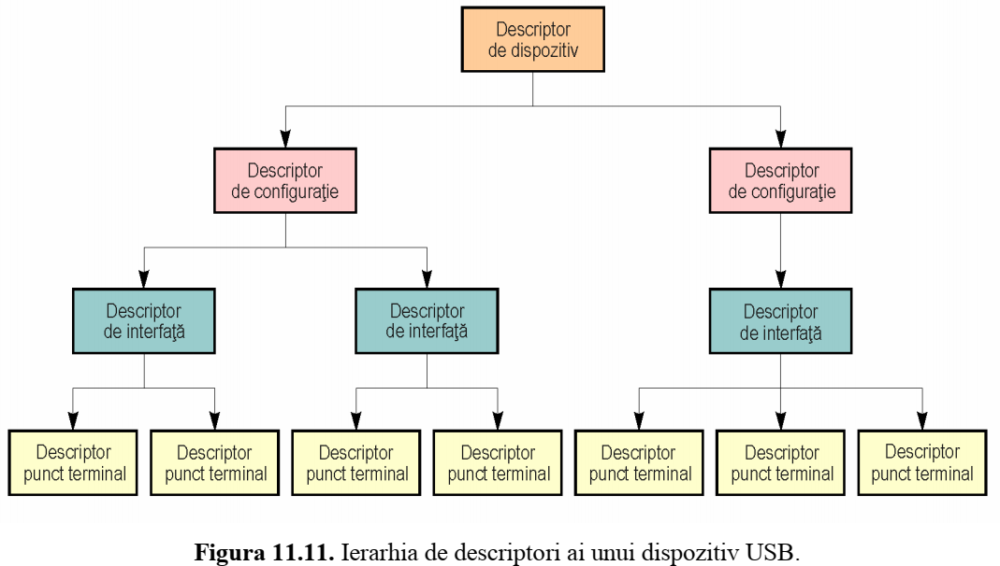 Descriptor
de dispozitiv
Descriptor
de configuraţie
Descriptor
de configuraţie
Descriptor
de interfaţă
Descriptor
de interfaţă
Descriptor
de interfaţă
Descriptor
punct terminal
Descriptor
punct terminal
Descriptor
punct terminal
Descriptor
punct terminal
Descriptor
punct terminal
Descriptor
punct terminal
Descriptor
punct terminal
Figura 11.11. Ierarhia de descriptori ai unui dispozitiv USB.